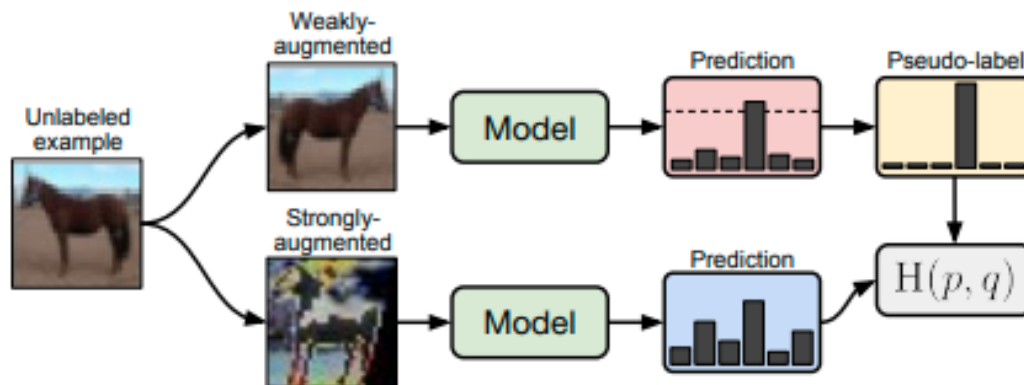 Weakly-
augmented
Prediction
Pseudo-label
Unlabeled
example
Model
Strongly-
augmented
Prediction
Model
H(p, q)